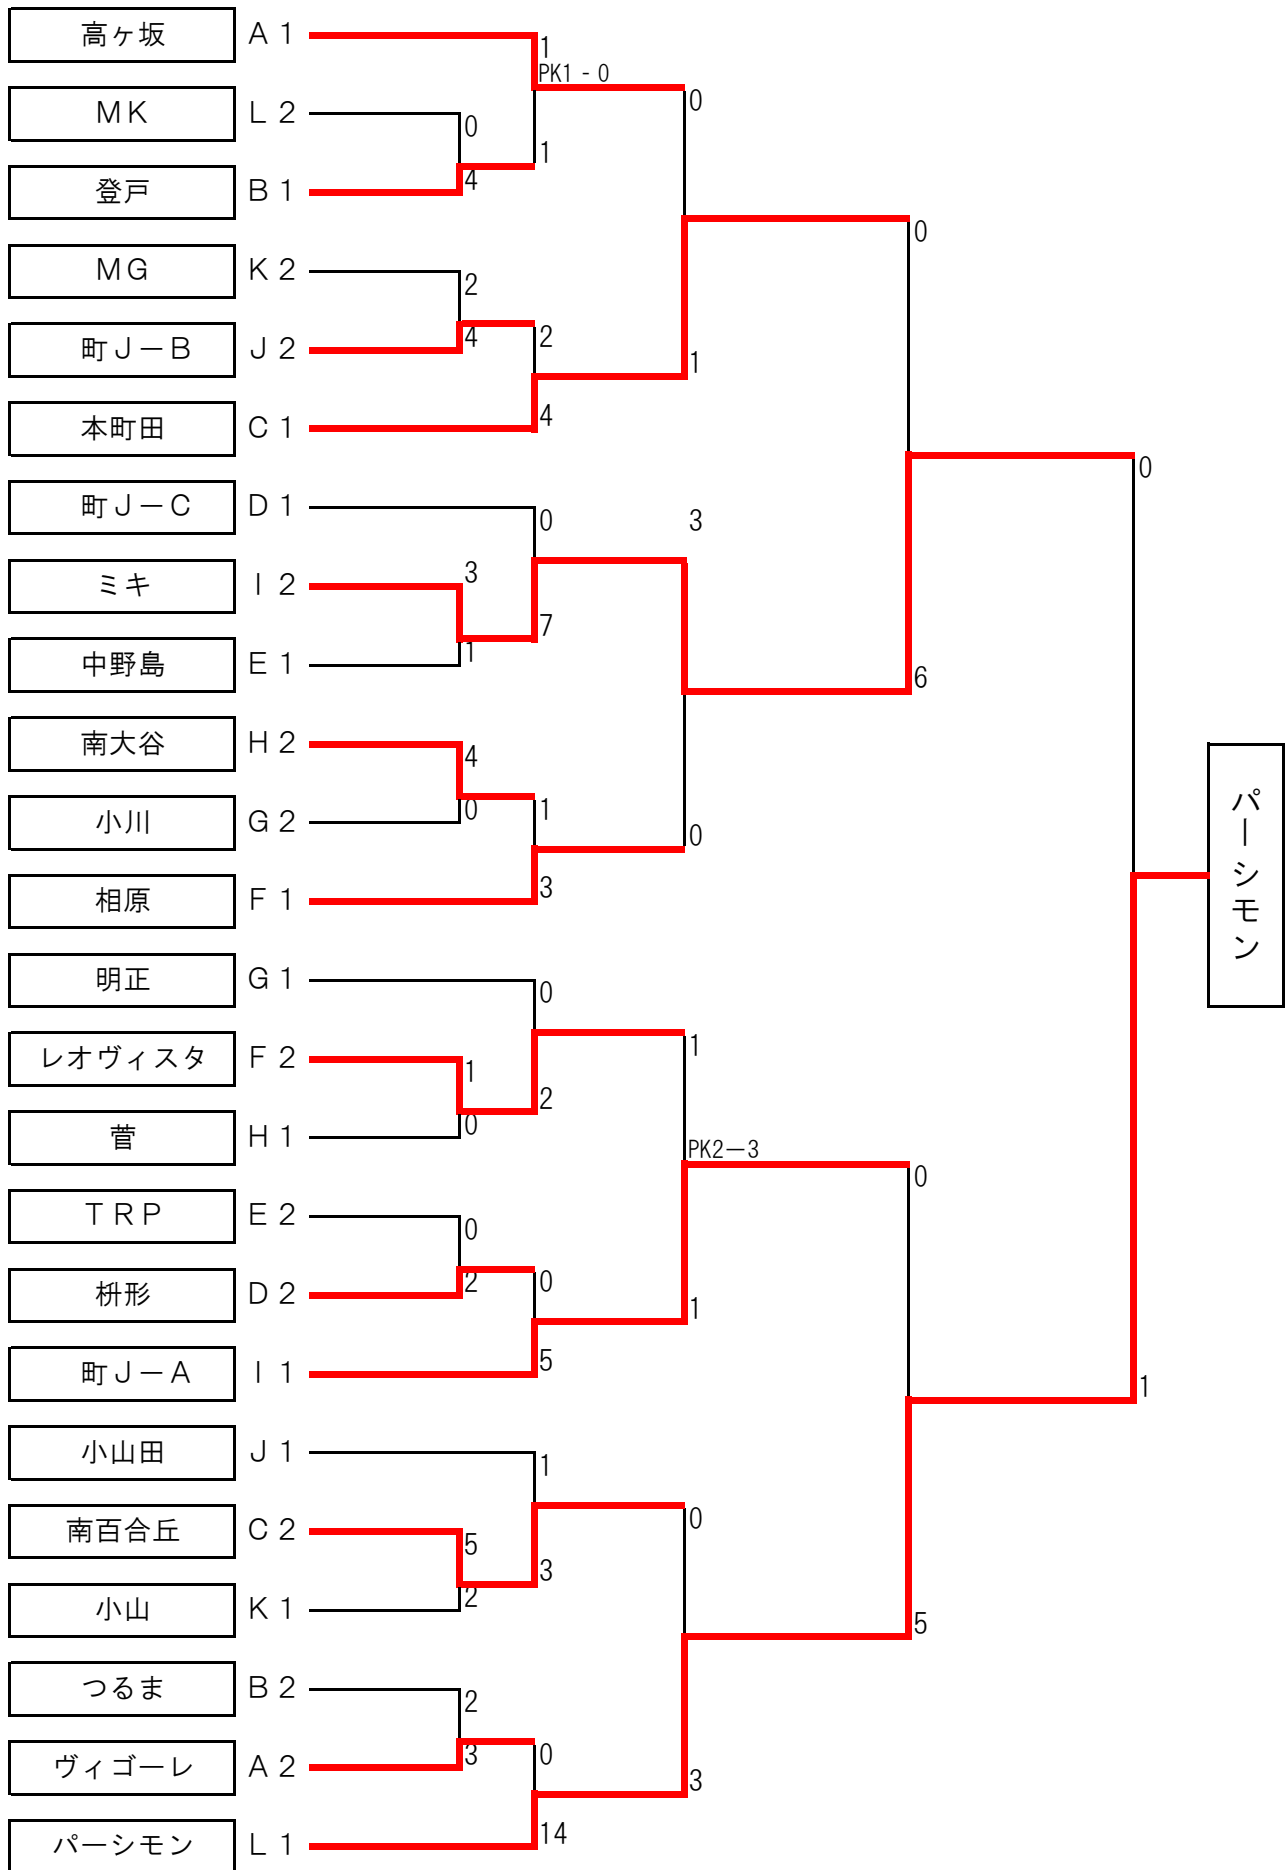 高ヶ坂 A 1
1
PK1 - 0
0
MK L 2
0
1
登戸 B 1
4
0
MG K 2
2
町J－B J 2
4
2
1
本町田 C 1
4
0
町J－C D 1
0
3
ミキ I 2
3
7
中野島 E 1
1
6
南大谷 H 2
4
小川 G 2
0
1
0
相原 F 1
3
パーシモン
明正 G 1
0
1
レオヴィスタ F 2
1
2
菅 H 1
0
PK2－3
0
TRP E 2
0
枡形 D 2
2
0
1
町J－A I 1
5
1
小山田 J 1
1
0
南百合丘 C 2
5
3
小山 K 1
2
5
つるま B 2
2
ヴィゴーレ A 2
3
0
3
パーシモン L 1
14